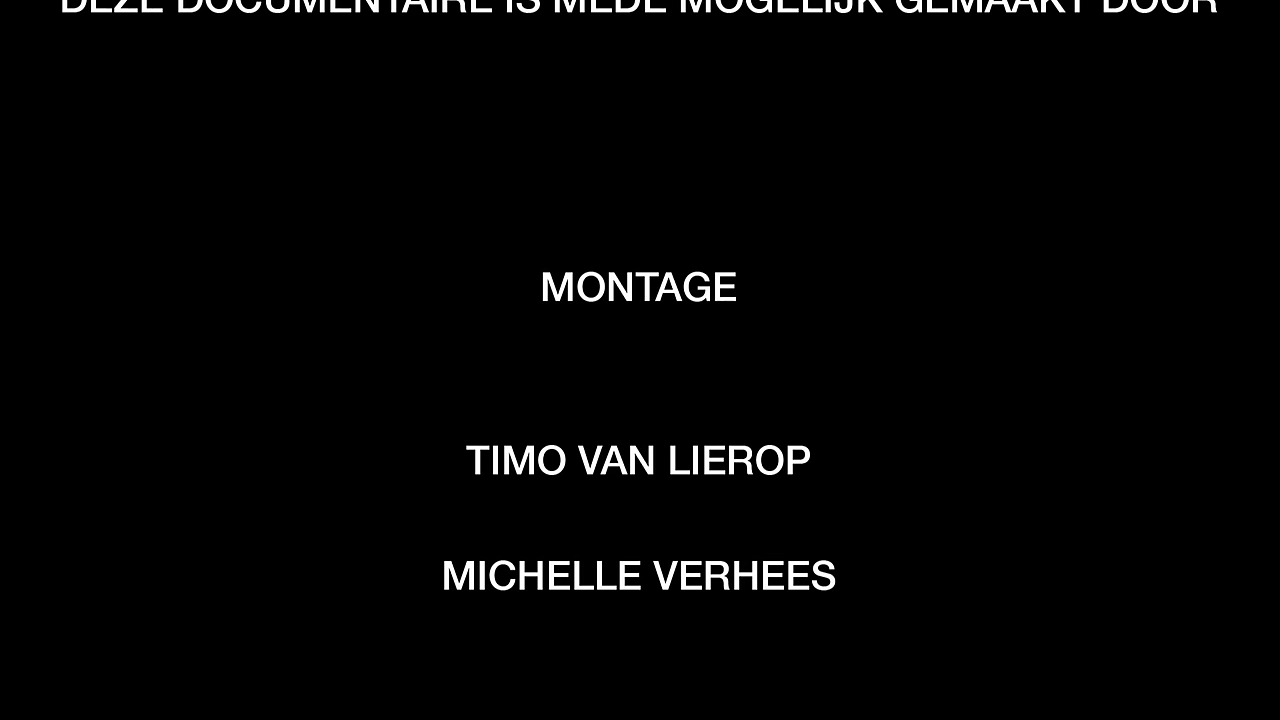 DEZE DOCUMENTAIRE IS MEDE MOGELIJK GEMAAKT DOOR
MONTAGE
TIMO VAN LIEROP
MICHELLE VERHEES